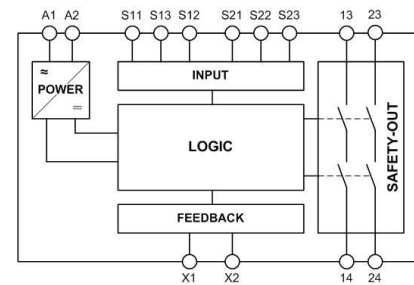 A1 A2 S11 S13 S12 S21 S22 S23 13 23
INPUT
POWER
LOGIC
SAFETY-OUT
FEEDBACK
X1 X2 14 24